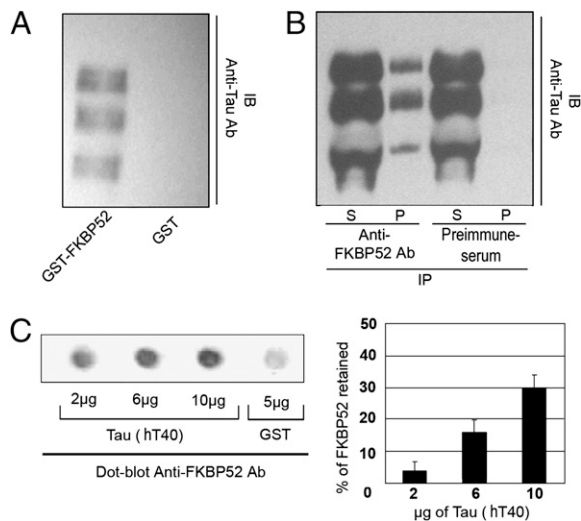 A
IB
Anti-Tau Ab
GST-FKBP52
GST
B
IB
Anti-Tau Ab
S P S P
Anti-
FKBP52 Ab
Preimmune-
serum
IP
C
2µg 6µg 10µg 5µg
Tau ( hT40) GST
Dot-blot Anti-FKBP52 Ab
% of FKBP52 retained
50
40
30
20
10
0
2 6 10
µg of Tau ( hT40)